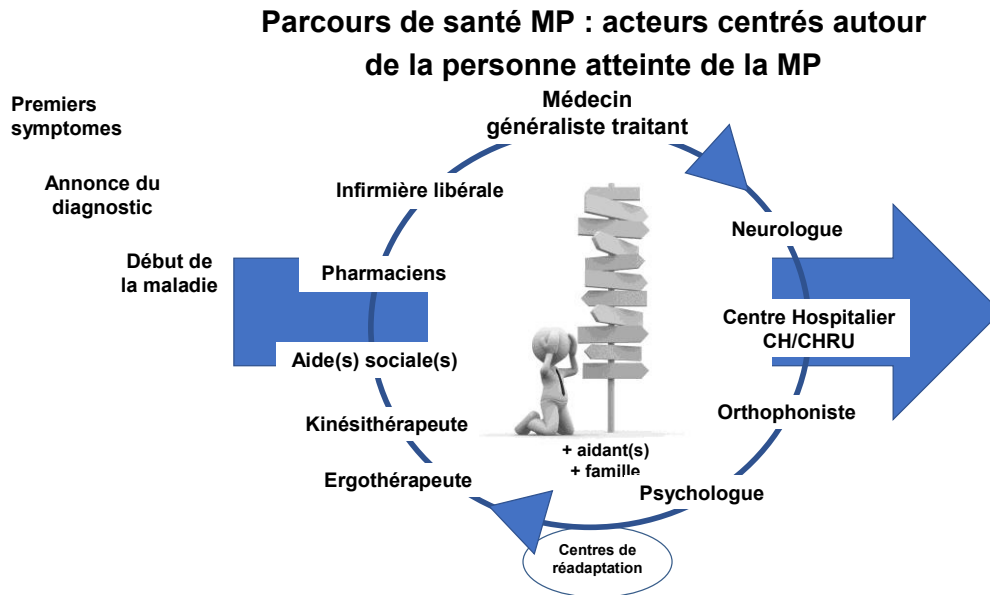 Parcours de santé MP : acteurs centrés autour
de la personne atteinte de la MP
Premiers
symptomes
Annonce du
diagnostic
Début de
la maladie
Médecin
généraliste traitant
Infirmière libérale
Neurologue
Pharmaciens
Centre Hospitalier
CH/CHRU
Aide(s) sociale(s)
Orthophoniste
Kinésithérapeute
+ aidant(s)
+ famille
Ergothérapeute
Psychologue
Centres de
réadaptation